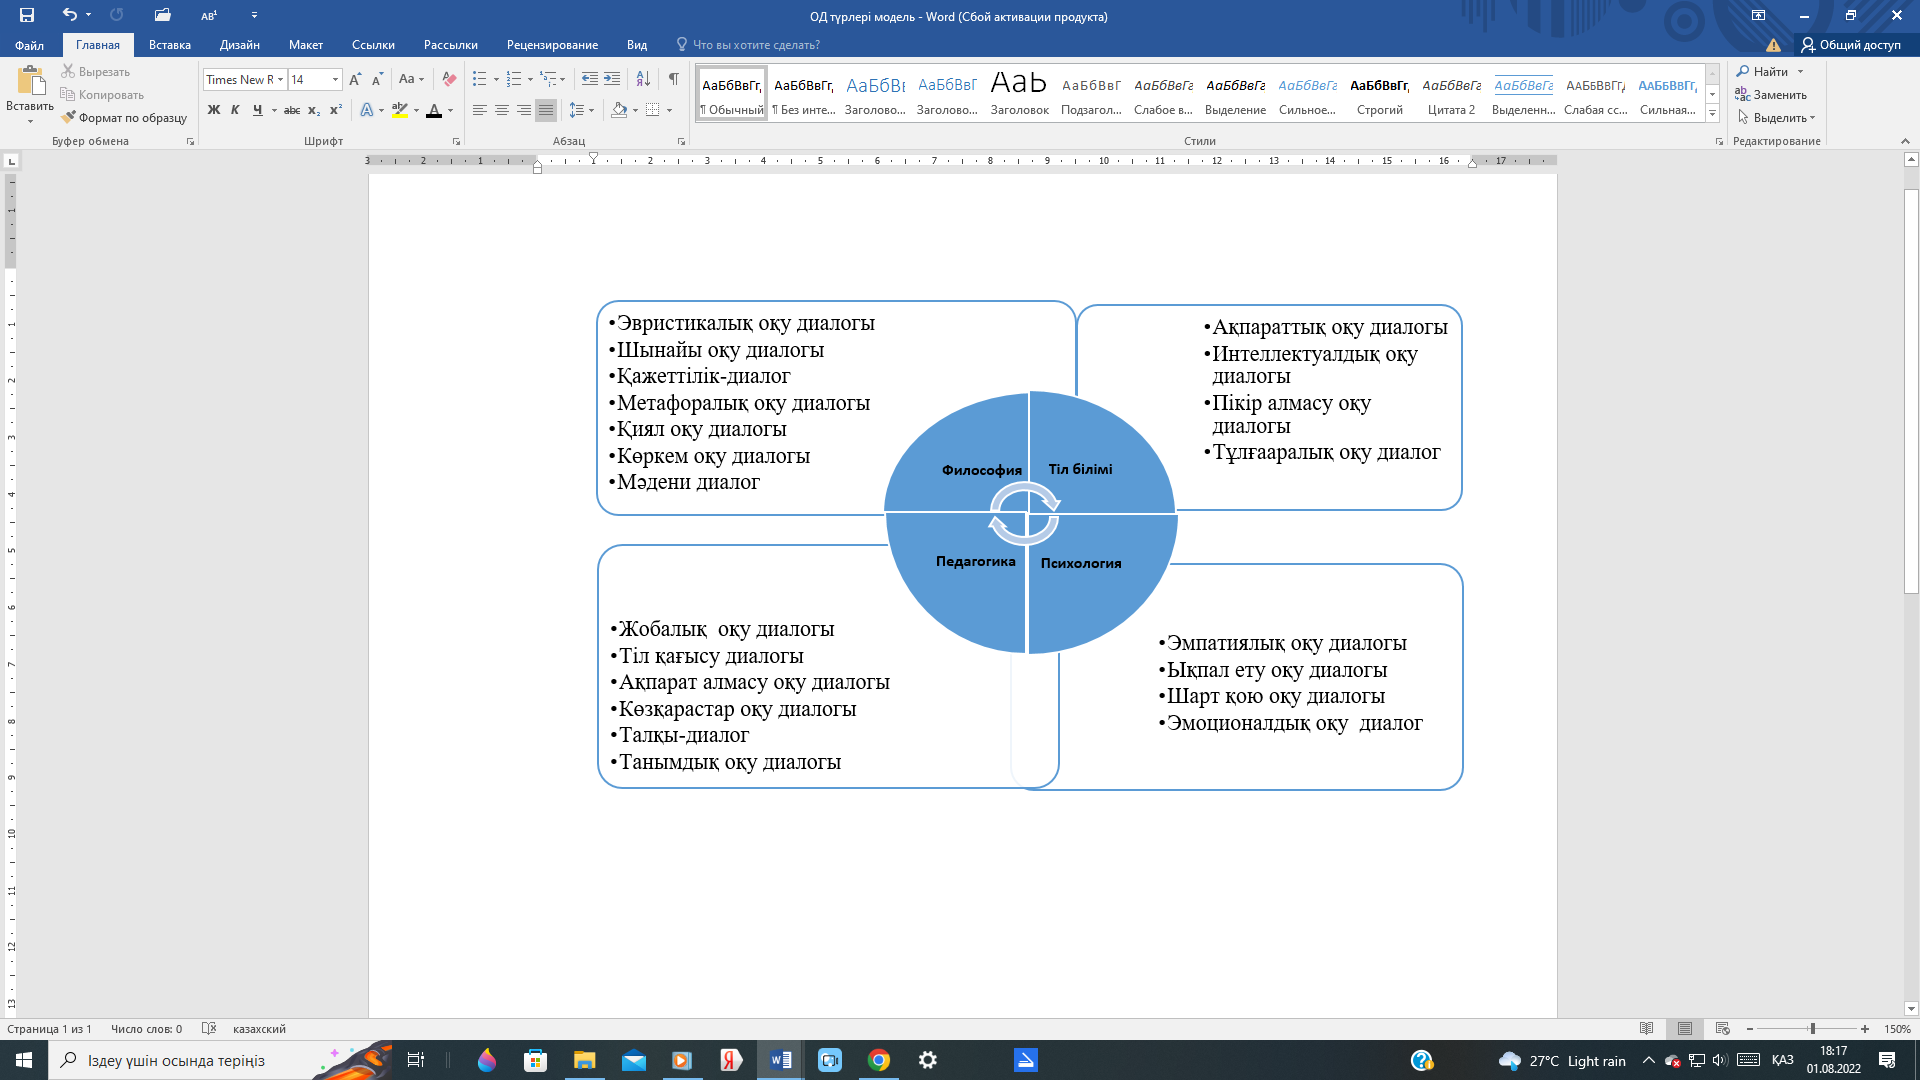 ОД түрлері модель - Word (Сбой активации продукта)
Файл
Главная
Вставка
Дизайн
Макет
Ссылки
Рассылки
Рецензирование
Вид
Что вы хотите сделать?
Общий доступ
Вставить
Вырезать
Копировать
Формат по образцу
Буфер обмена
Times New R
14
Шрифт
Абзац
¶ Обычный
¶ Без инте...
Заголово...
Заголово...
Заголовок
Подзагол...
Слабое в...
Выделение
Сильное...
Строгий
Цитата 2
Выделенн...
Слабая сс...
Сильная...
Стили
Найти
Заменить
Выделить
Редактирование
•Эвристикалық оқу диалогы
•Шынайы оқу диалогы
•Қажеттілік-диалог
•Метафоралық оқу диалогы
•Қиял оқу диалогы
•Көркем оқу диалогы
•Мәдени диалог
•Ақпараттық оқу диалогы
•Интеллектуалдық оқу
диалогы
•Пікір алмасу оқу
диалогы
•Тұлғааралық оқу диалог
Философия
Тіл білімі
Педагогика
Психология
•Жобалық  оқу диалогы
•Тіл қағысу диалогы
•Ақпарат алмасу оқу диалогы
•Көзқарастар оқу диалогы
•Талқы-диалог
•Танымдық оқу диалогы
•Эмпатиялық оқу диалогы
•Ықпал ету оқу диалогы
•Шарт қою оқу диалогы
•Эмоционалдық оқу  диалог
Страница 1 из 1
Число слов: 0
казахский
150%
Іздеу үшін осында теріңіз
27°C Light rain
ҚАЗ
18:17
01.08.2022